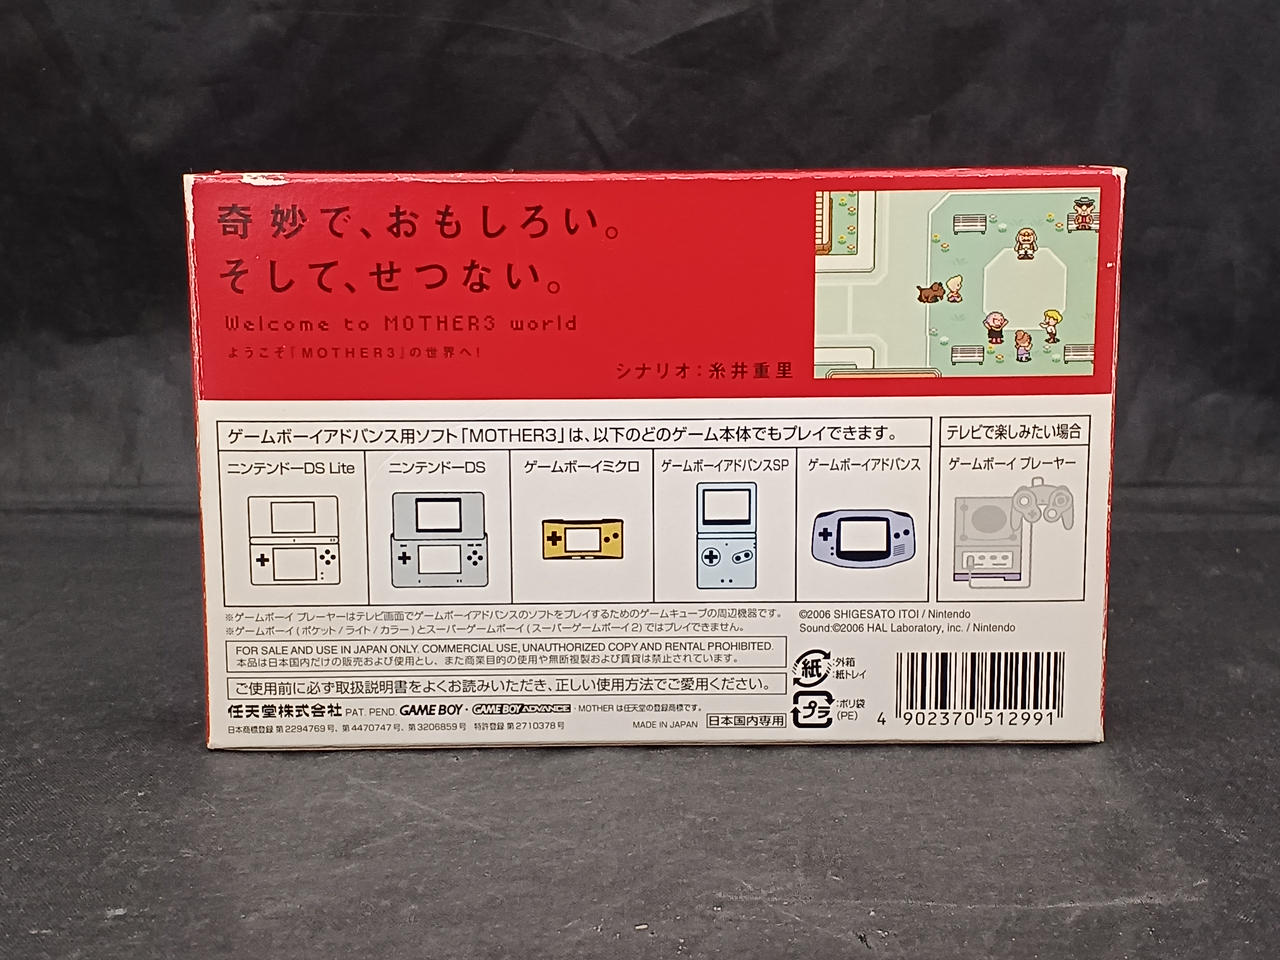 奇妙で、おもしろい。
そして、せつない。
Welcome to MOTHER3 world
ようこそ『MOTHER3』の世界へ!
シナリオ:糸井重里
ゲームボーイアドバンス用ソフト「MOTHER3」は、以下のどのゲーム本体でもプレイできます。
テレビで楽しみたい場合
ニンテンドーDS Lite
ニンテンドーDS
ゲームボーイミクロ
ゲームボーイアドバンスSP
ゲームボーイアドバンス
ゲームボーイ プレーヤー
※ゲームボーイ プレーヤーはテレビ画面でゲームボーイアドバンスのソフトをプレイするためのゲームキューブの周辺機器です。
※ゲームボーイ(ポケット/ライト/カラー)とスーパーゲームボーイ(スーパーゲームボーイ2)ではプレイできません。
©2006 SHIGESATO ITOI / Nintendo
Sound:©2006 HAL Laboratory, inc. / Nintendo
FOR SALE AND USE IN JAPAN ONLY. COMMERCIAL USE, UNAUTHORIZED COPY AND RENTAL PROHIBITED.
本品は日本国内だけの販売および使用とし、また商業目的の使用や無断複製および賃貸は禁止されています。
ご使用前に必ず取扱説明書をよくお読みいただき、正しい使用方法でご愛用ください。
任天堂株式会社 PAT. PEND GAME BOY・GAME BOY ADVANCE・MOTHER は任天堂の登録商標です。
日本商標登録 第2294769号、第4470747号、第3206859号 特許登録 第2710378号
MADE IN JAPAN
日本国内専用
紙
:外箱
:紙トレイ
プラ
:ポリ袋
(PE)
4 902370 512991